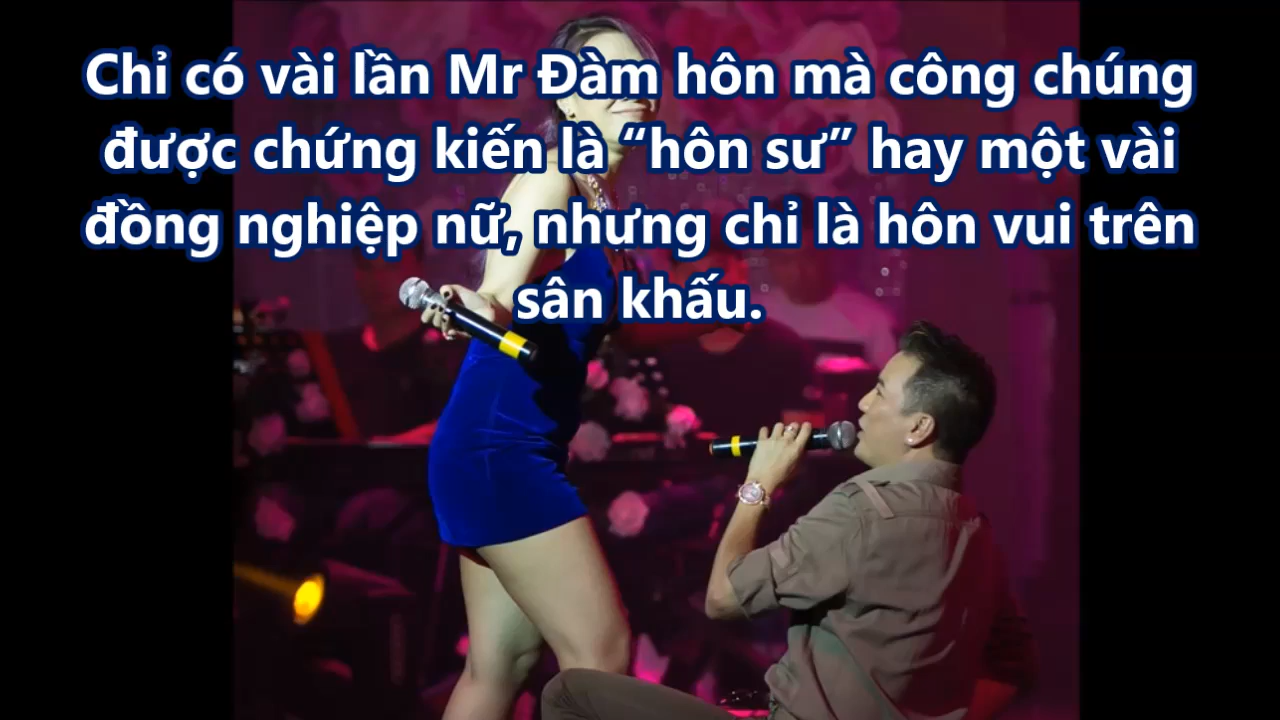 Chỉ có vài lần Mr Đàm hôn mà công chúng
được chứng kiến là “hôn sư” hay một vài
đồng nghiệp nữ, nhưng chỉ là hôn vui trên
sân khấu.